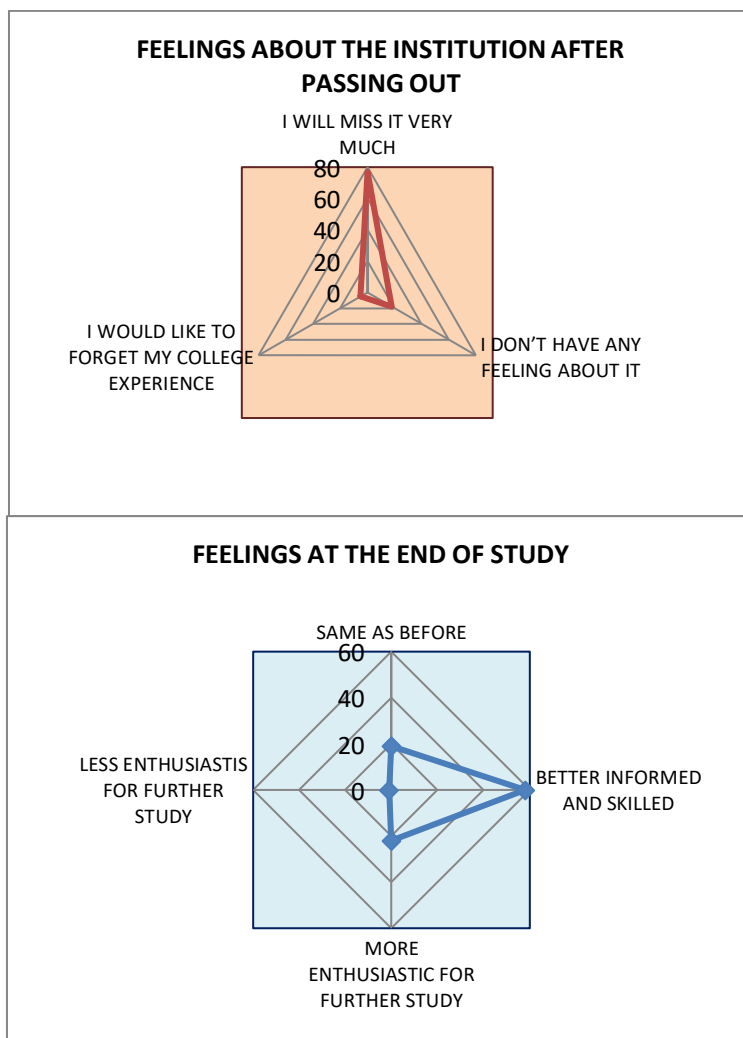 FEELINGS ABOUT THE INSTITUTION AFTER
PASSING OUT
I WILL MISS IT VERY
MUCH
80
60
40
20
0
I WOULD LIKE TO
FORGET MY COLLEGE
EXPERIENCE
I DON’T HAVE ANY
FEELING ABOUT IT
FEELINGS AT THE END OF STUDY
SAME AS BEFORE
60
40
20
0
LESS ENTHUSIASTIS
FOR FURTHER
STUDY
BETTER INFORMED
AND SKILLED
MORE
ENTHUSIASTIC FOR
FURTHER STUDY